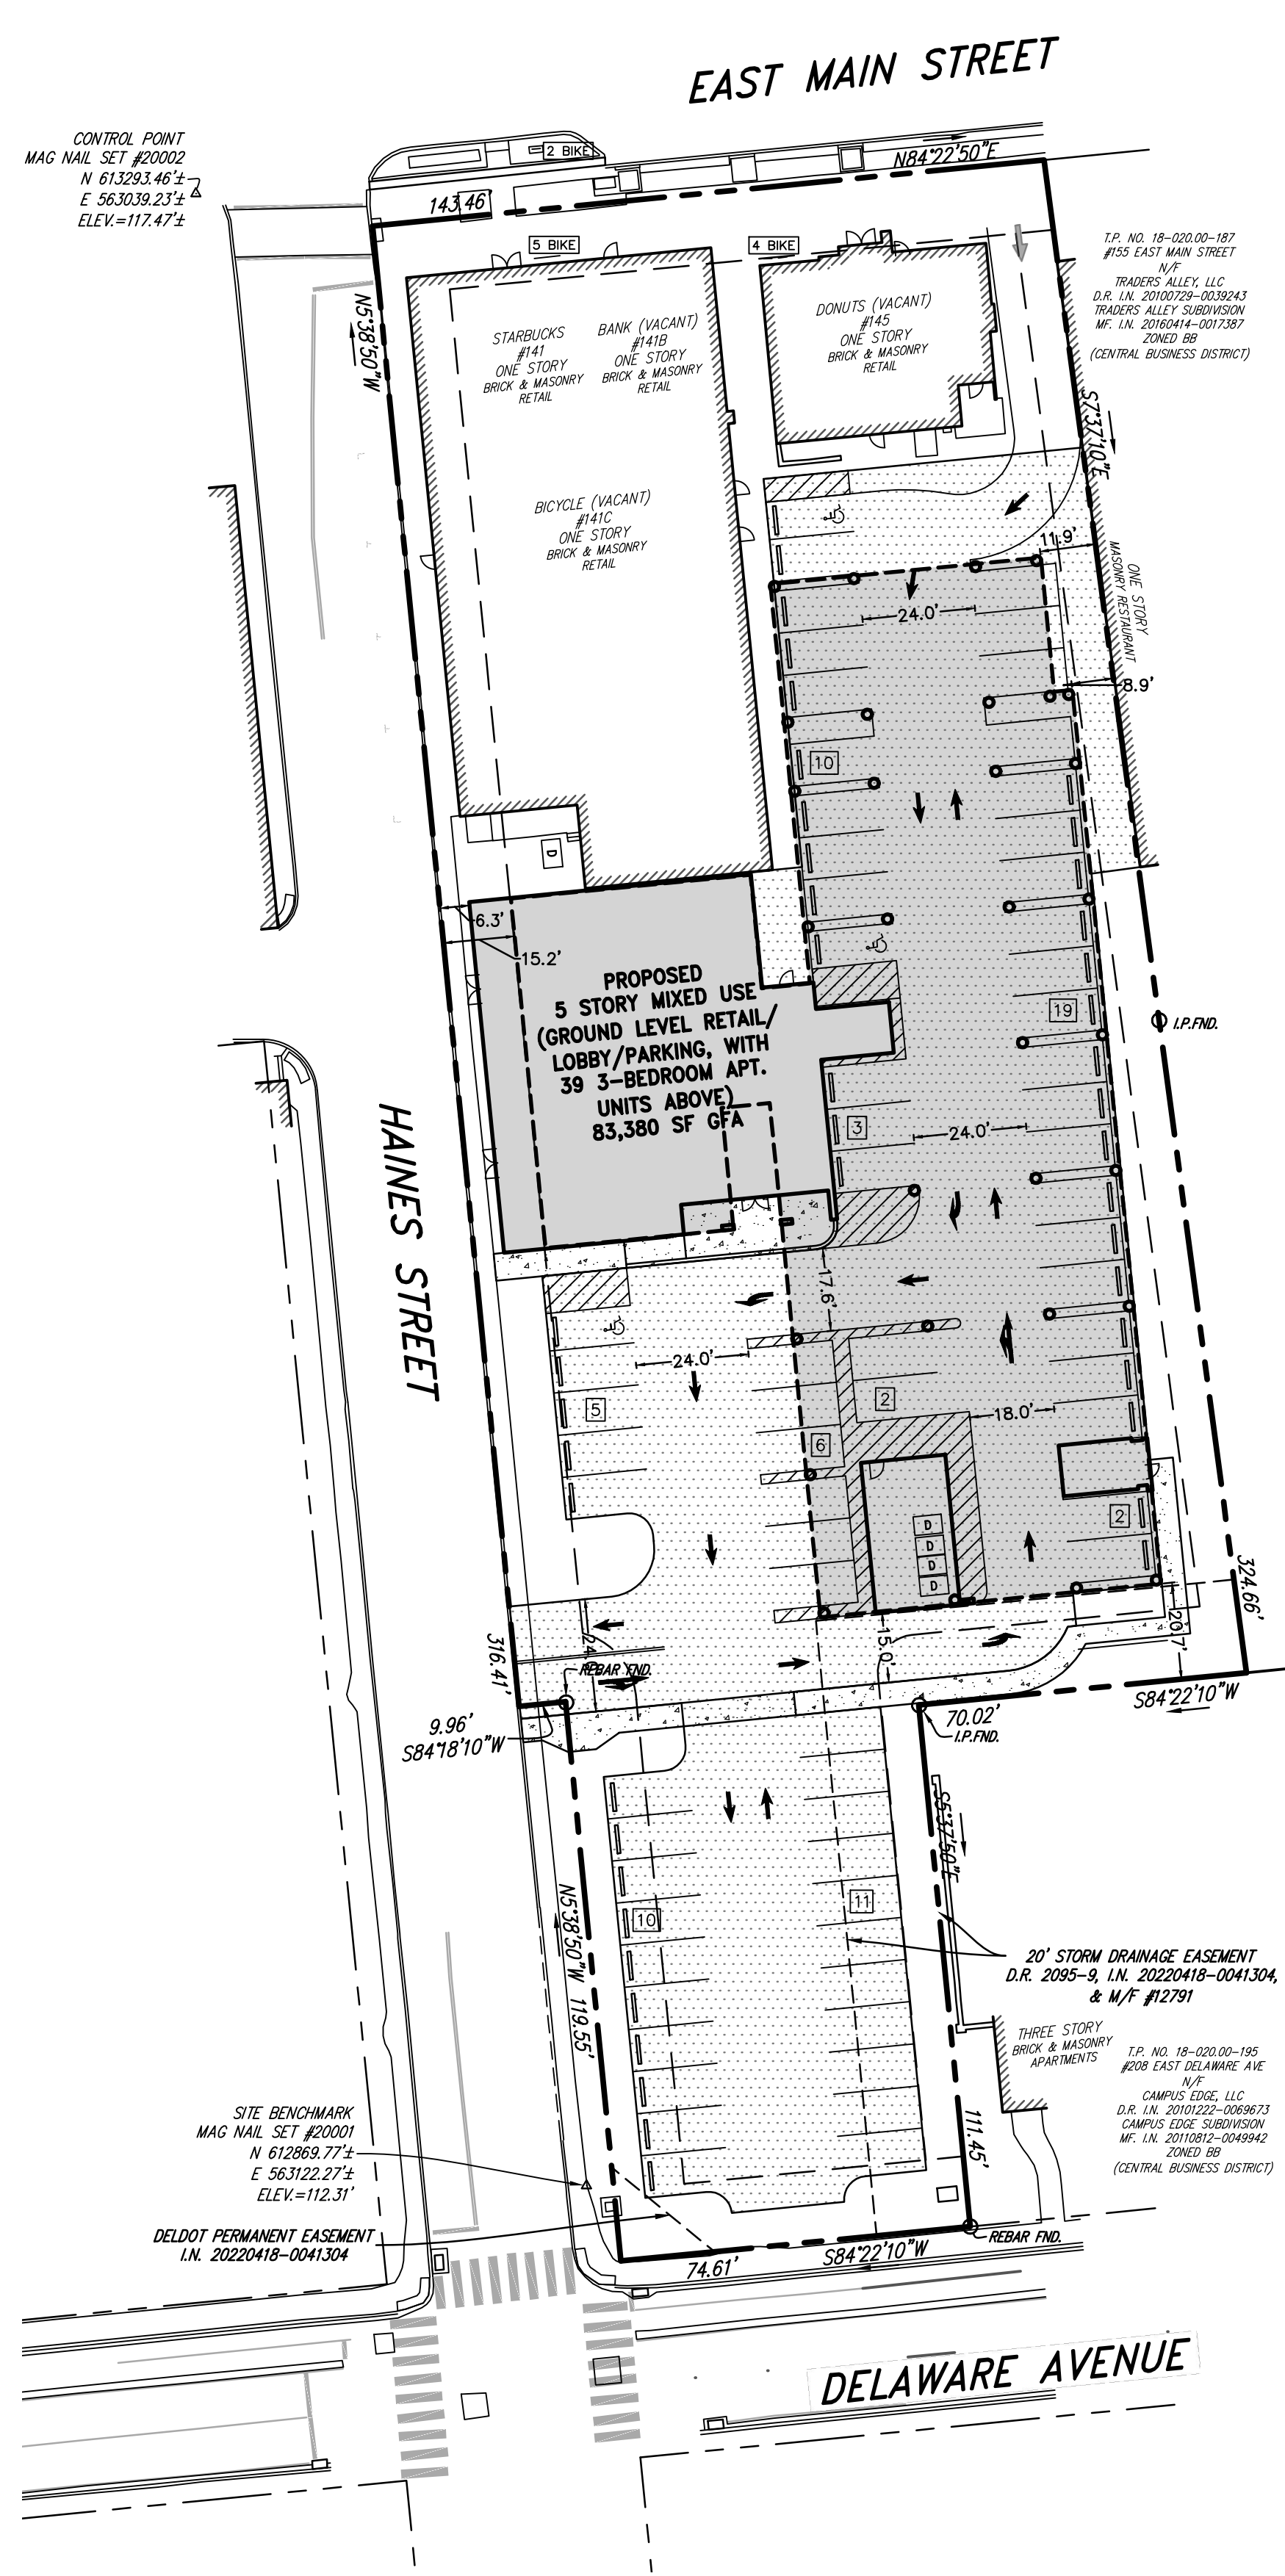 EAST MAIN STREET
CONTROL POINT
MAG NAIL SET #20002
N 613293.46'±
E 563039.23'±
ELEV.=117.47'±
2 BIKE
N84°22'50"E
143.46'
5 BIKE
4 BIKE
T.P. NO. 18-020.00-187
#155 EAST MAIN STREET
N/F
TRADERS ALLEY, LLC
D.R. I.N. 20100729-0039243
TRADERS ALLEY SUBDIVISION
MF. I.N. 20160414-0017387
ZONED BB
(CENTRAL BUSINESS DISTRICT)
N5°38'50"W
STARBUCKS
#141
ONE STORY
BRICK & MASONRY
RETAIL
BANK (VACANT)
#141B
ONE STORY
BRICK & MASONRY
RETAIL
DONUTS (VACANT)
#145
ONE STORY
BRICK & MASONRY
RETAIL
S7°37'10"E
BICYCLE (VACANT)
#141C
ONE STORY
BRICK & MASONRY
RETAIL
11.9'
ONE STORY
MASONRY RESTAURANT
24.0'
8.9'
10
D
6.3'
15.2'
PROPOSED
5 STORY MIXED USE
(GROUND LEVEL RETAIL/
LOBBY/PARKING, WITH
39 3-BEDROOM APT.
UNITS ABOVE)
83,380 SF GFA
19
I.P.FND.
3
24.0'
HAINES STREET
17.6'
24.0'
5
2
18.0'
6
2
D
D
D
D
324.66'
316.41'
24.0'
15.0'
20.7'
REBAR FND.
S84°22'10"W
9.96'
S84°18'10"W
70.02'
I.P.FND.
S5°37'50"E
N5°38'50"W 119.55'
10
11
20' STORM DRAINAGE EASEMENT
D.R. 2095-9, I.N. 20220418-0041304,
& M/F #12791
THREE STORY
BRICK & MASONRY
APARTMENTS
T.P. NO. 18-020.00-195
#208 EAST DELAWARE AVE
N/F
CAMPUS EDGE, LLC
D.R. I.N. 20101222-0069673
CAMPUS EDGE SUBDIVISION
MF. I.N. 20110812-0049942
ZONED BB
(CENTRAL BUSINESS DISTRICT)
111.45'
SITE BENCHMARK
MAG NAIL SET #20001
N 612869.77'±
E 563122.27'±
ELEV.=112.31'
DELDOT PERMANENT EASEMENT
I.N. 20220418-0041304
REBAR FND.
74.61'
S84°22'10"W
DELAWARE AVENUE